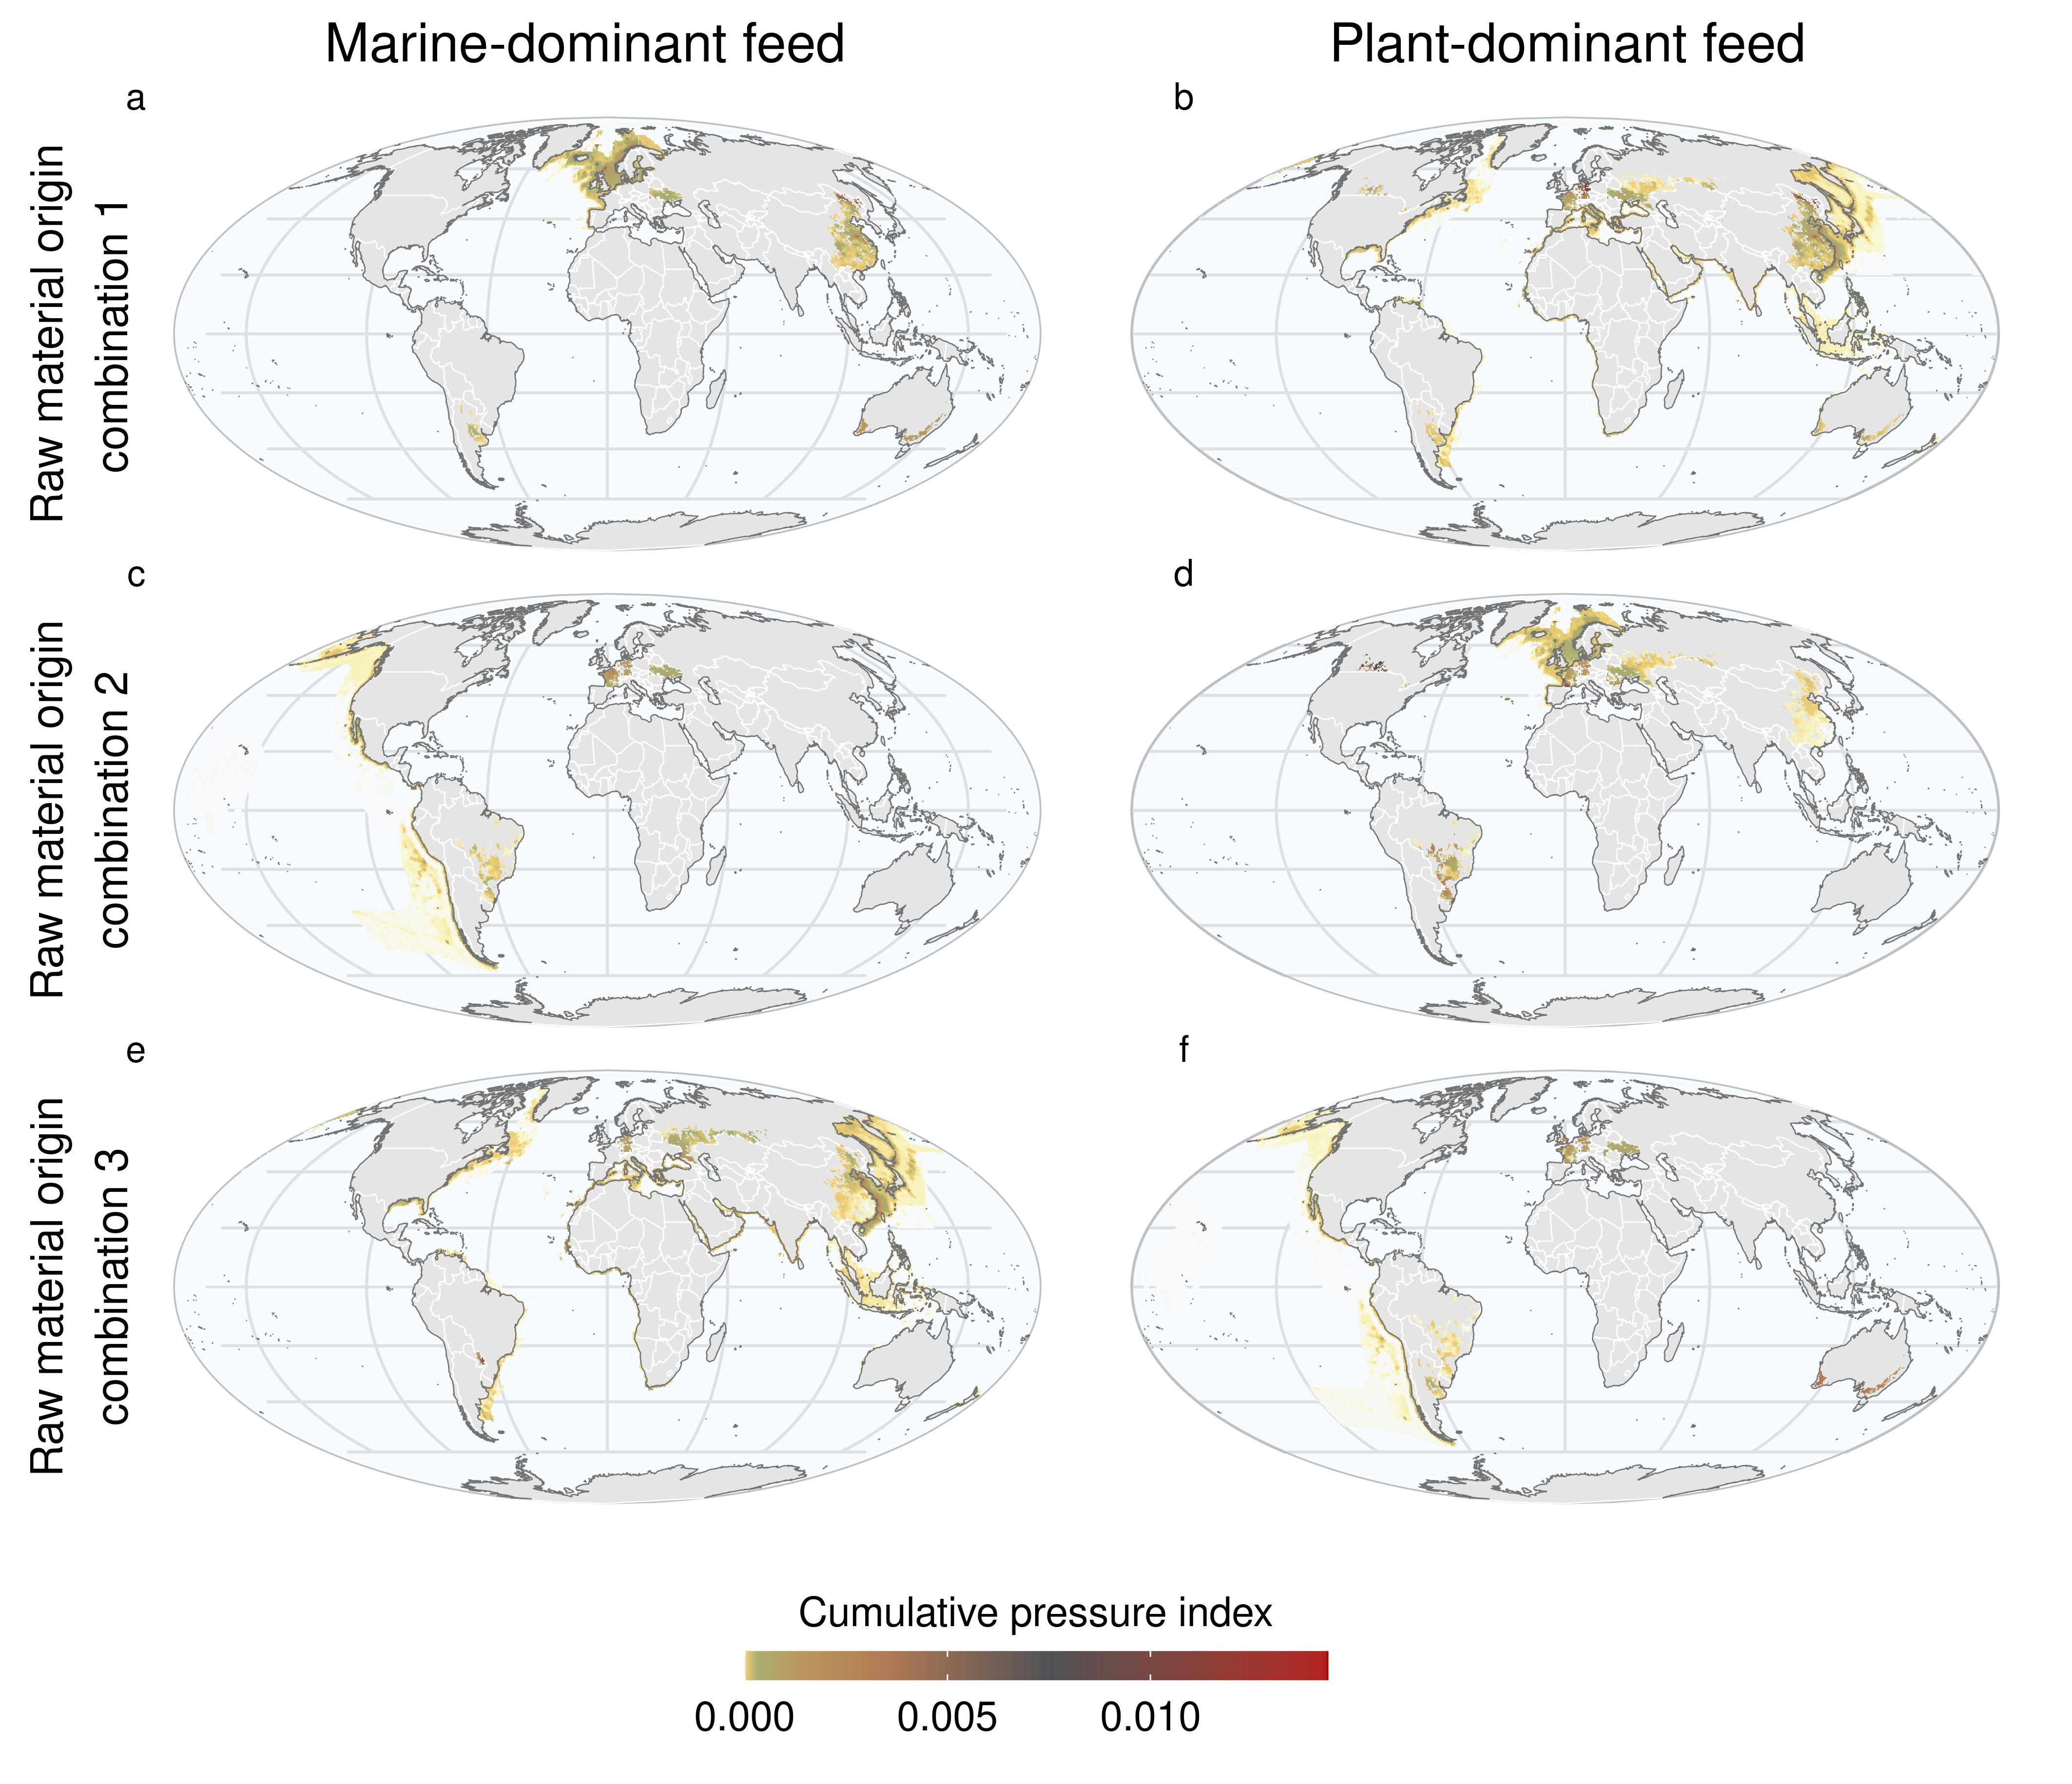 Marine-dominant feed
Plant-dominant feed
a
b
Raw material origin
combination 1
c
d
Raw material origin
combination 2
e
f
Raw material origin
combination 3
Cumulative pressure index
0.000 0.005 0.010